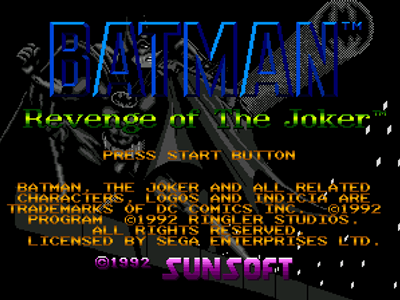 BATMAN™
Revenge of The Joker™
PRESS START BUTTON
BATMAN, THE JOKER AND ALL RELATED
CHARACTERS, LOGOS AND INDICIA ARE
TRADEMARKS OF DC COMICS INC. ©1992
PROGRAM ©1992 RINGLER STUDIOS.
ALL RIGHTS RESERVED.
LICENSED BY SEGA ENTERPRISES LTD.
©1992 SUNSOFT